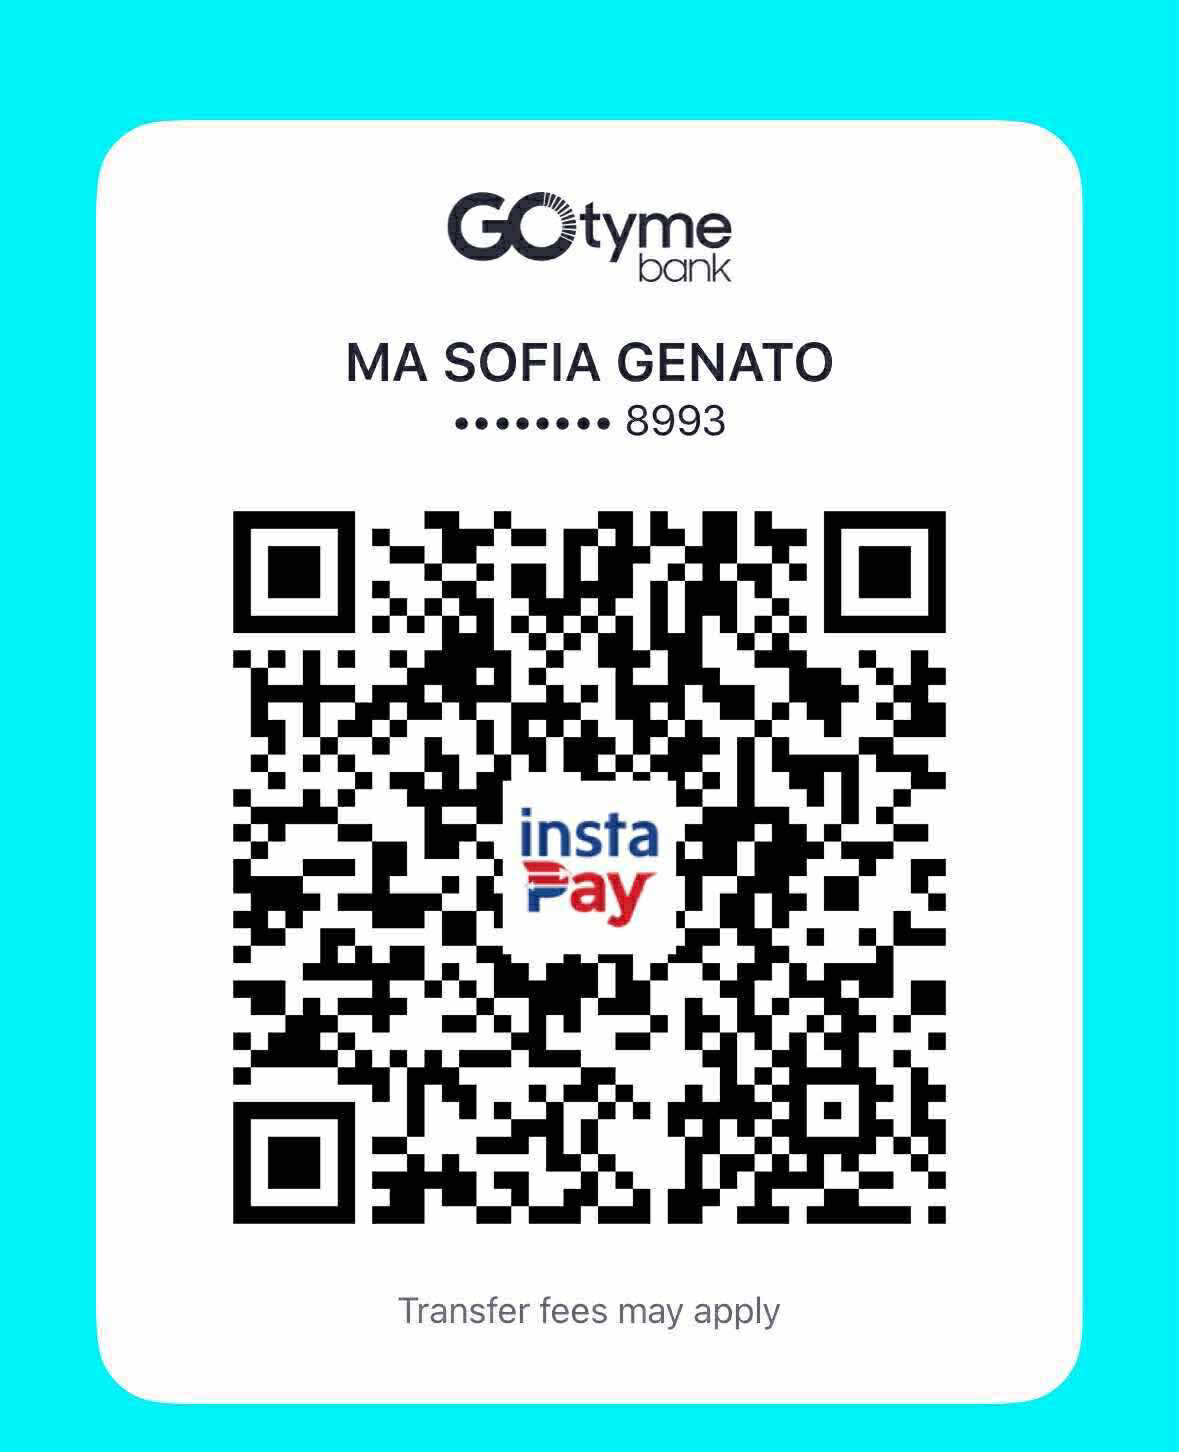 GOtyme
bank
MA SOFIA GENATO
•••••••• 8993
insta
Pay
Transfer fees may apply